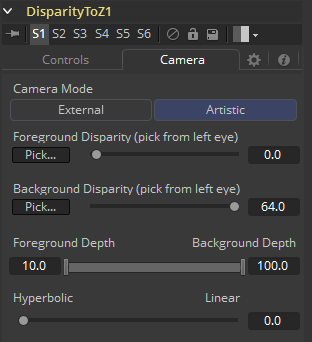 DisparityToZ1
S1 S2 S3 S4 S5 S6
Controls Camera
Camera Mode
External Artistic
Foreground Disparity (pick from left eye)
Pick... 0.0
Background Disparity (pick from left eye)
Pick... 64.0
Foreground Depth Background Depth
10.0 100.0
Hyperbolic Linear
0.0